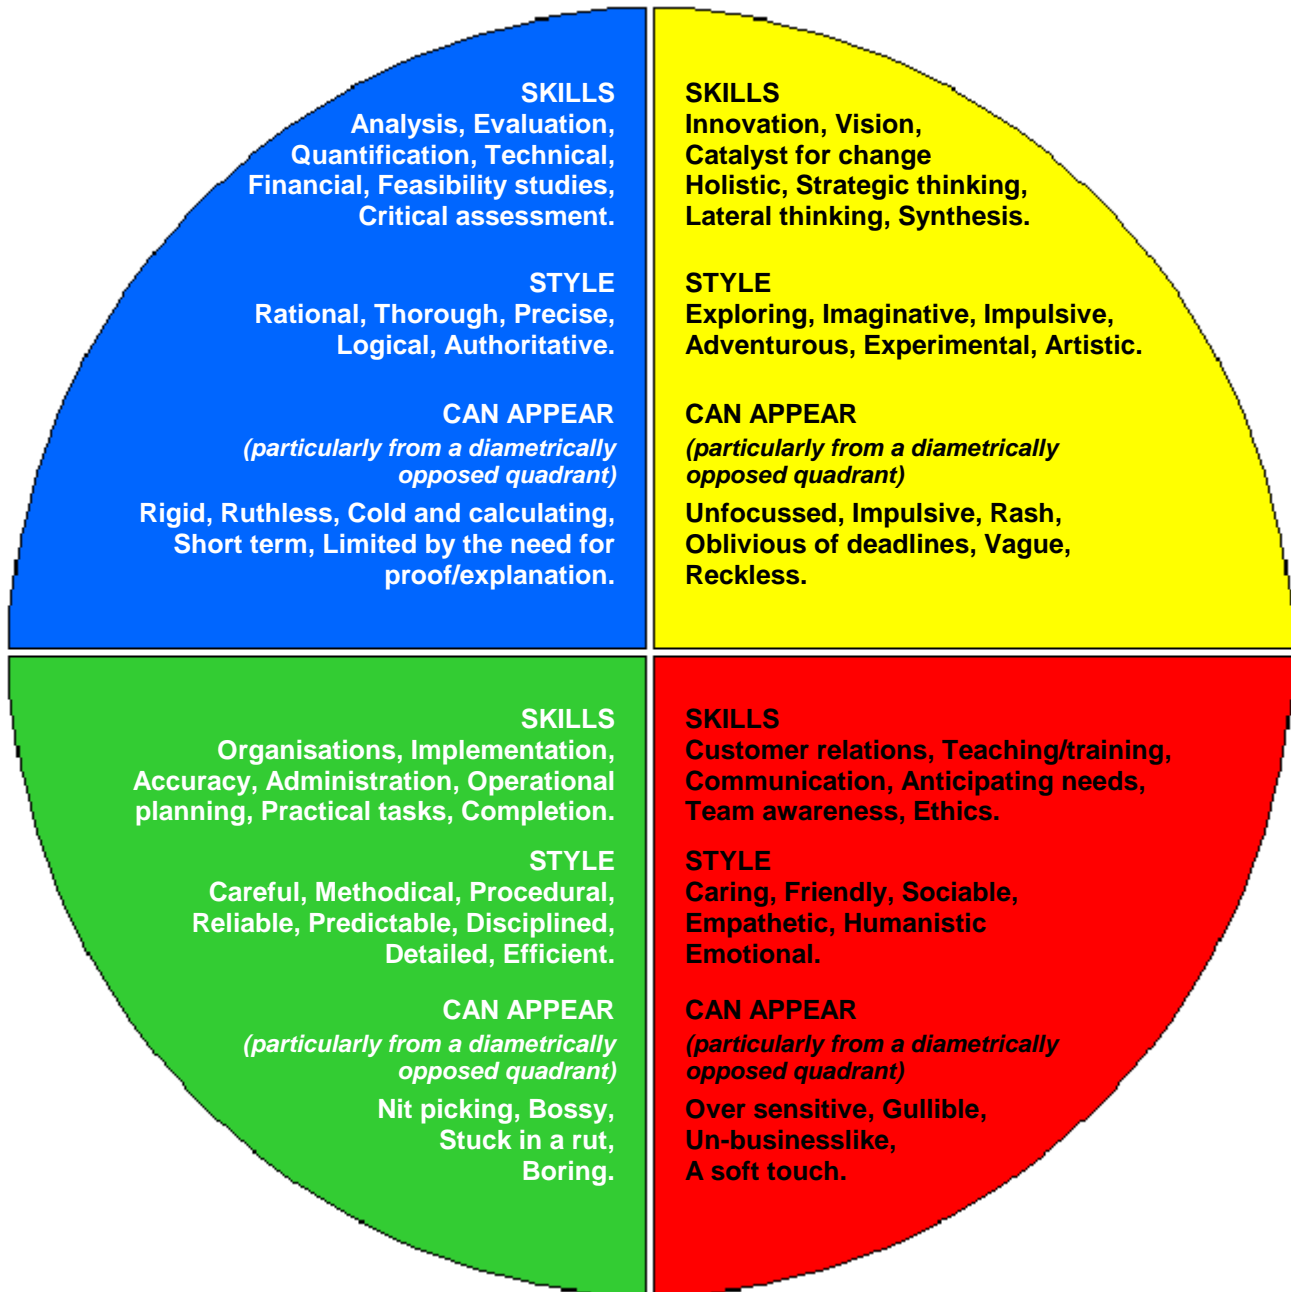 SKILLS
Analysis, Evaluation,
Quantification, Technical,
Financial, Feasibility studies,
Critical assessment.
STYLE
Rational, Thorough, Precise,
Logical, Authoritative.
CAN APPEAR
(particularly from a diametrically
opposed quadrant)
Rigid, Ruthless, Cold and calculating,
Short term, Limited by the need for
proof/explanation.
SKILLS
Innovation, Vision,
Catalyst for change
Holistic, Strategic thinking,
Lateral thinking, Synthesis.
STYLE
Exploring, Imaginative, Impulsive,
Adventurous, Experimental, Artistic.
CAN APPEAR
(particularly from a diametrically
opposed quadrant)
Unfocussed, Impulsive, Rash,
Oblivious of deadlines, Vague,
Reckless.
SKILLS
Organisations, Implementation,
Accuracy, Administration, Operational
planning, Practical tasks, Completion.
STYLE
Careful, Methodical, Procedural,
Reliable, Predictable, Disciplined,
Detailed, Efficient.
CAN APPEAR
(particularly from a diametrically
opposed quadrant)
Nit picking, Bossy,
Stuck in a rut,
Boring.
SKILLS
Customer relations, Teaching/training,
Communication, Anticipating needs,
Team awareness, Ethics.
STYLE
Caring, Friendly, Sociable,
Empathetic, Humanistic
Emotional.
CAN APPEAR
(particularly from a diametrically
opposed quadrant)
Over sensitive, Gullible,
Un-businesslike,
A soft touch.